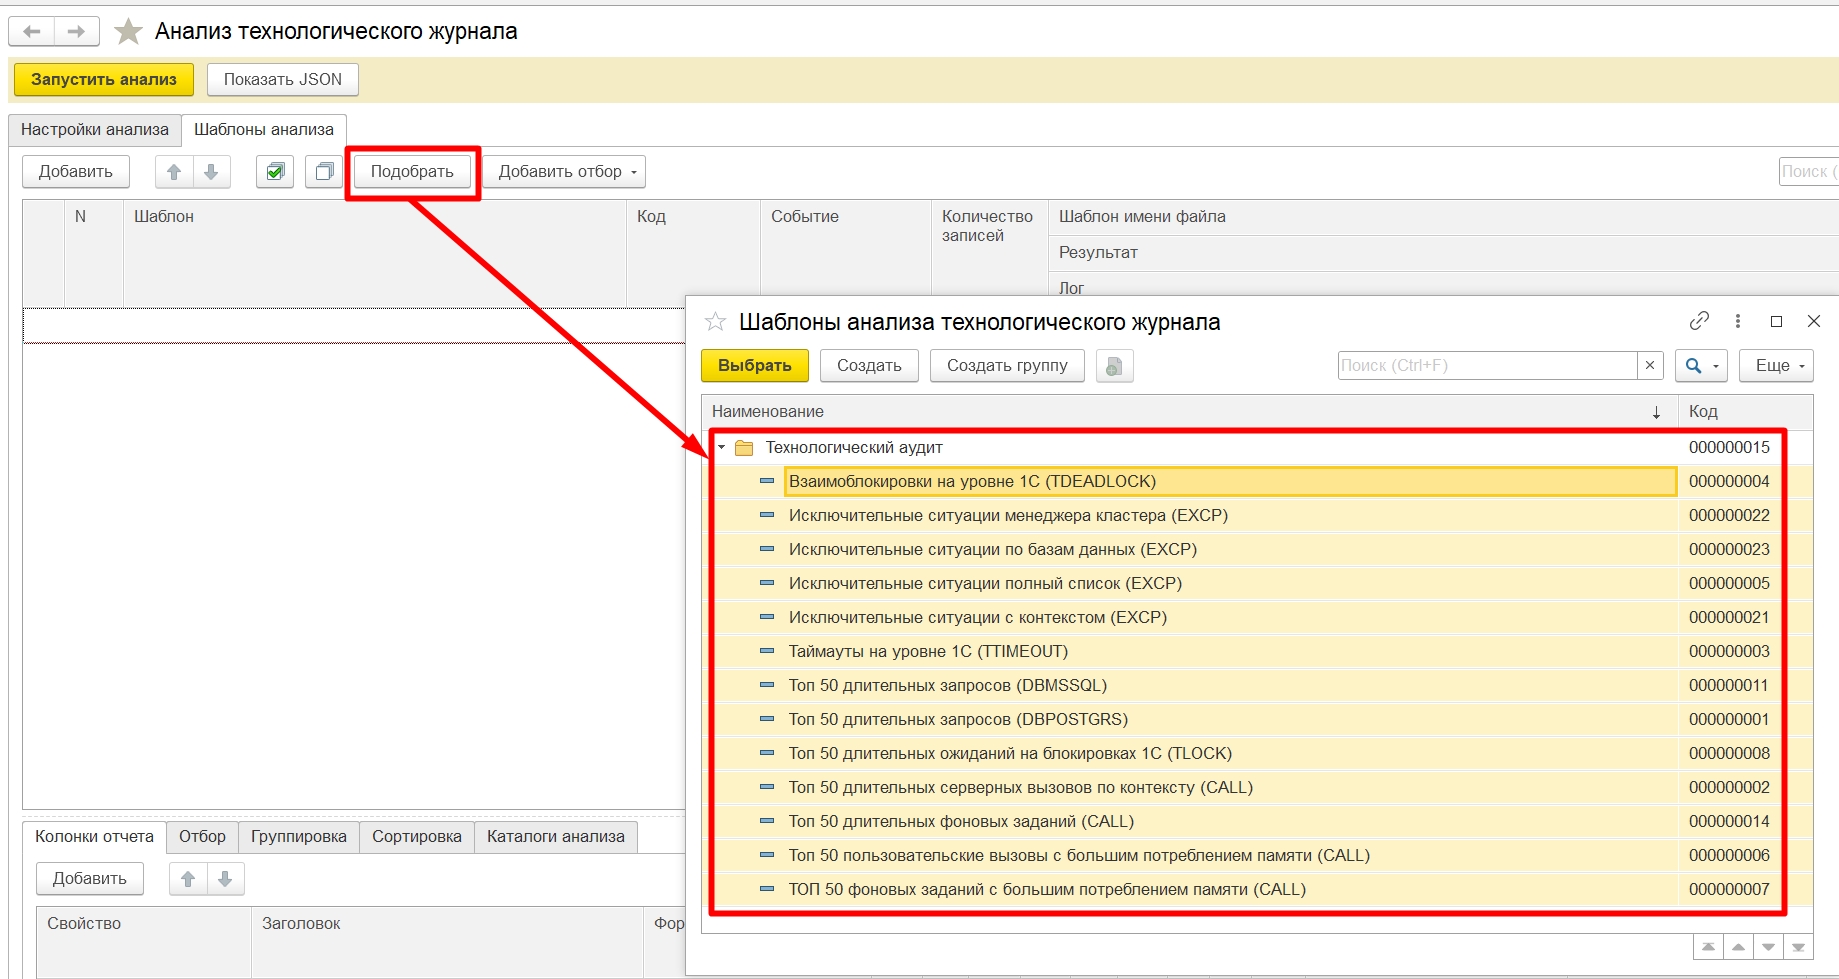 Анализ технологического журнала
Запустить анализ
Показать JSON
Настройки анализа
Шаблоны анализа
Добавить
Подобрать
Добавить отбор
Поиск (
N
Шаблон
Код
Событие
Количество записей
Шаблон имени файла
Результат
Лог
Шаблоны анализа технологического журнала
Выбрать
Создать
Создать группу
Поиск (Ctrl+F)
Еще
Наименование
Код
Технологический аудит 000000015
Взаимоблокировки на уровне 1С (TDEADLOCK) 000000004
Исключительные ситуации менеджера кластера (EXCP) 000000022
Исключительные ситуации по базам данных (EXCP) 000000023
Исключительные ситуации полный список (EXCP) 000000005
Исключительные ситуации с контекстом (EXCP) 000000021
Таймауты на уровне 1С (TTIMEOUT) 000000003
Топ 50 длительных запросов (DBMSSQL) 000000011
Топ 50 длительных запросов (DBPOSTGRS) 000000001
Топ 50 длительных ожиданий на блокировках 1С (TLOCK) 000000008
Топ 50 длительных серверных вызовов по контексту (CALL) 000000002
Топ 50 длительных фоновых заданий (CALL) 000000014
Топ 50 пользовательские вызовы с большим потреблением памяти (CALL) 000000006
ТОП 50 фоновых заданий с большим потреблением памяти (CALL) 000000007
Колонки отчета
Отбор
Группировка
Сортировка
Каталоги анализа
Добавить
Свойство
Заголовок
Фор